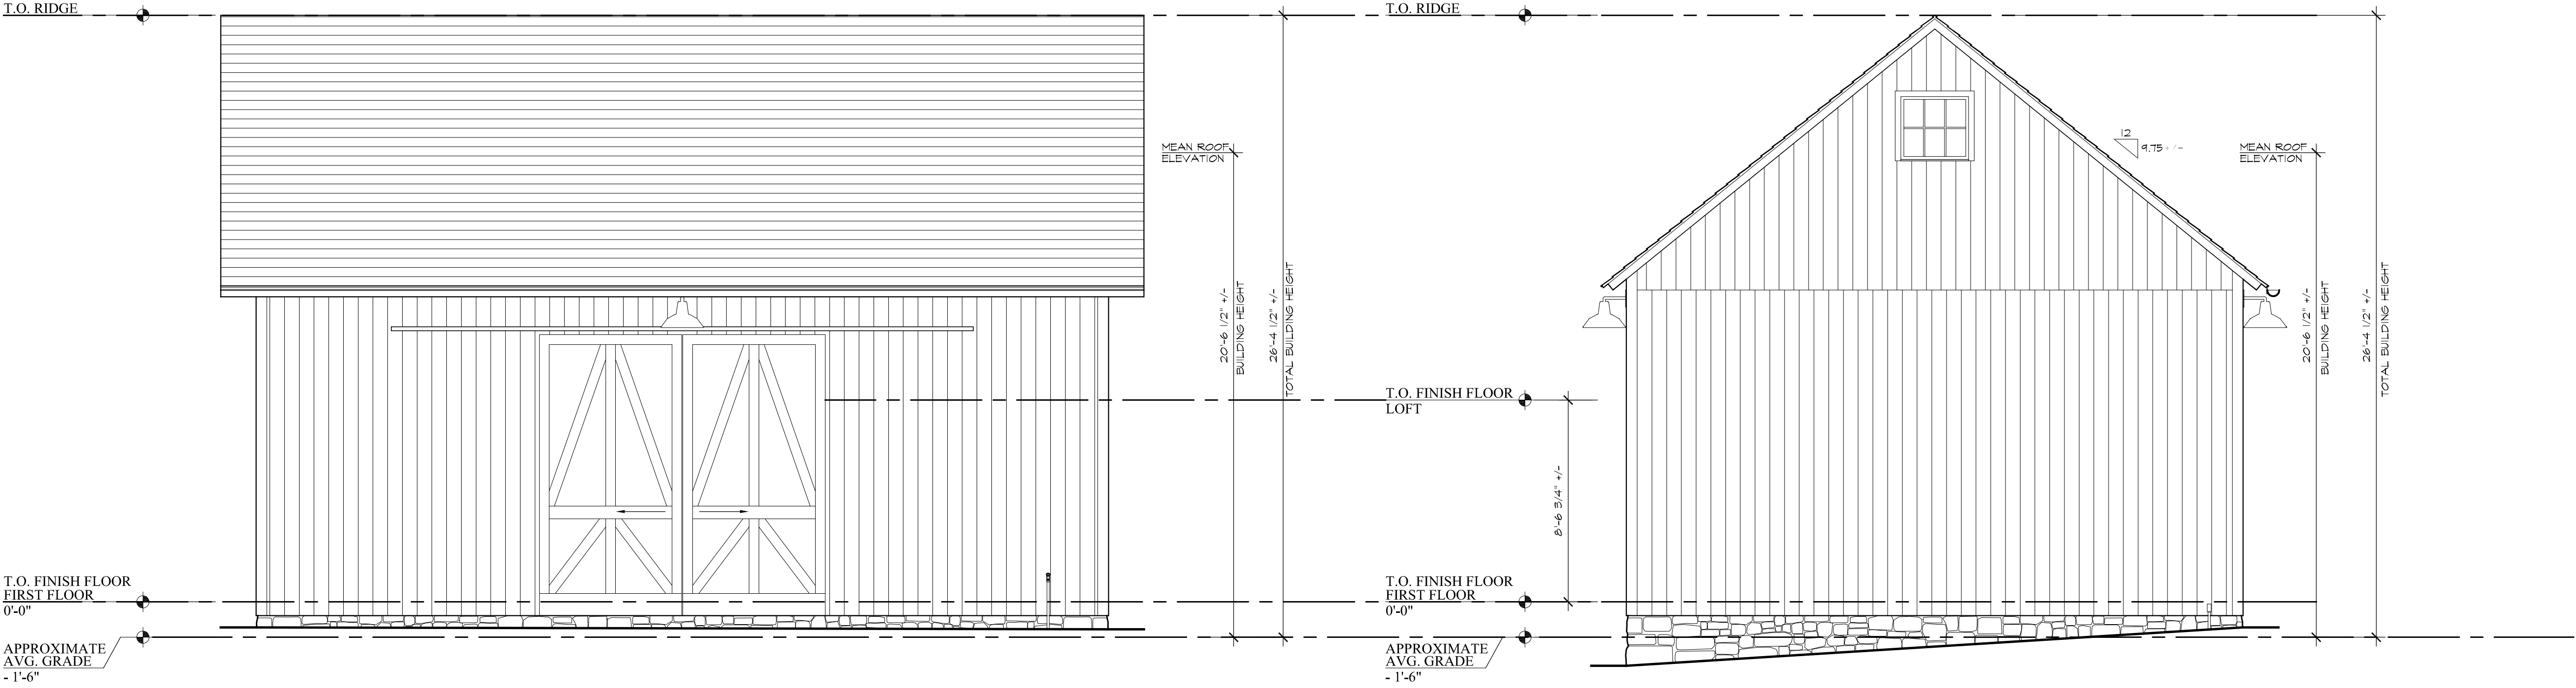 T.O. RIDGE
MEAN ROOF
ELEVATION
20'-6 1/2" +/-
BUILDING HEIGHT
26'-4 1/2" +/-
TOTAL BUILDING HEIGHT
T.O. FINISH FLOOR
FIRST FLOOR
0'-0"
APPROXIMATE
AVG. GRADE
- 1'-6"
T.O. RIDGE
12
9.75 +/-
MEAN ROOF
ELEVATION
20'-6 1/2" +/-
BUILDING HEIGHT
26'-4 1/2" +/-
TOTAL BUILDING HEIGHT
T.O. FINISH FLOOR
LOFT
8'-6 3/4" +/-
T.O. FINISH FLOOR
FIRST FLOOR
0'-0"
APPROXIMATE
AVG. GRADE
- 1'-6"